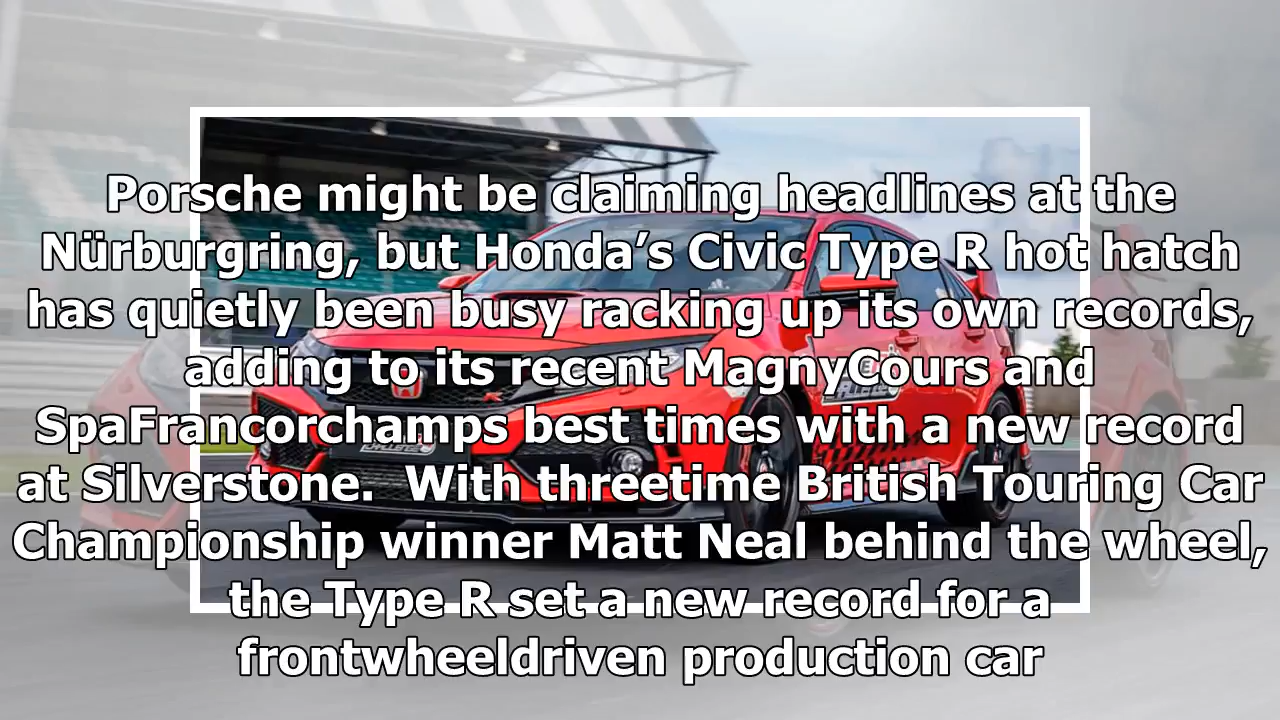 Porsche might be claiming headlines at the
Nürburgring, but Honda’s Civic Type R hot hatch
has quietly been busy racking up its own records,
adding to its recent MagnyCours and
SpaFrancorchamps best times with a new record
at Silverstone.  With threetime British Touring Car
Championship winner Matt Neal behind the wheel,
the Type R set a new record for a
frontwheeldriven production car